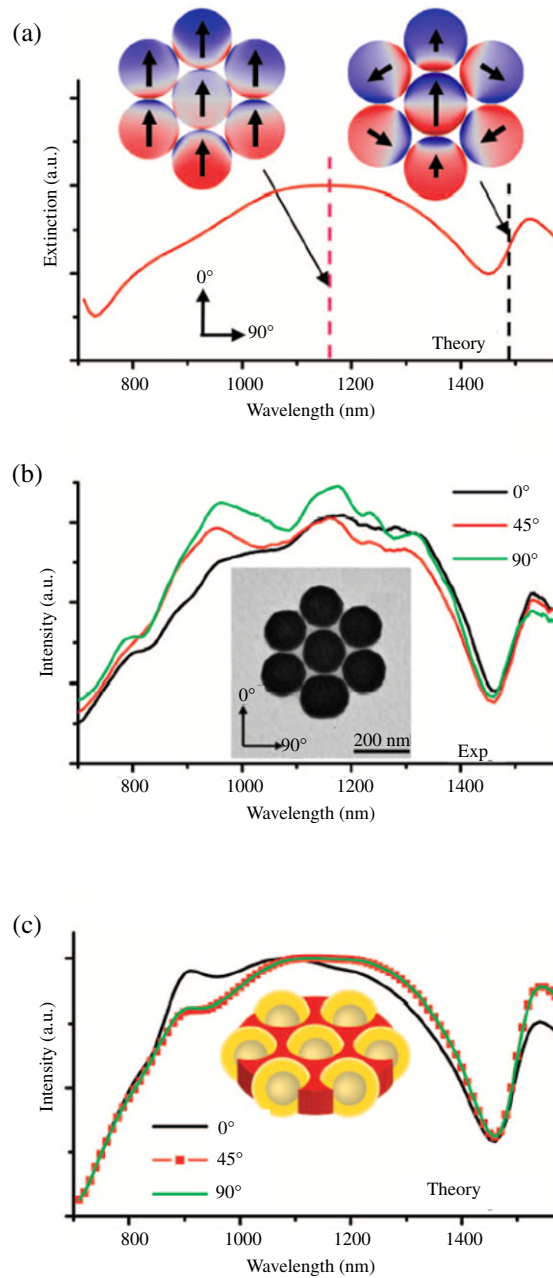 (a)
Extinction (a.u.)
0°
90°
Theory
800
1000
1200
1400
Wavelength (nm)
(b)
0°
45°
90°
Intensity (a.u.)
0°
90°
200 nm
Exp
800
1000
1200
1400
Wavelength (nm)
(c)
Intensity (a.u.)
0°
45°
90°
Theory
800
1000
1200
1400
Wavelength (nm)